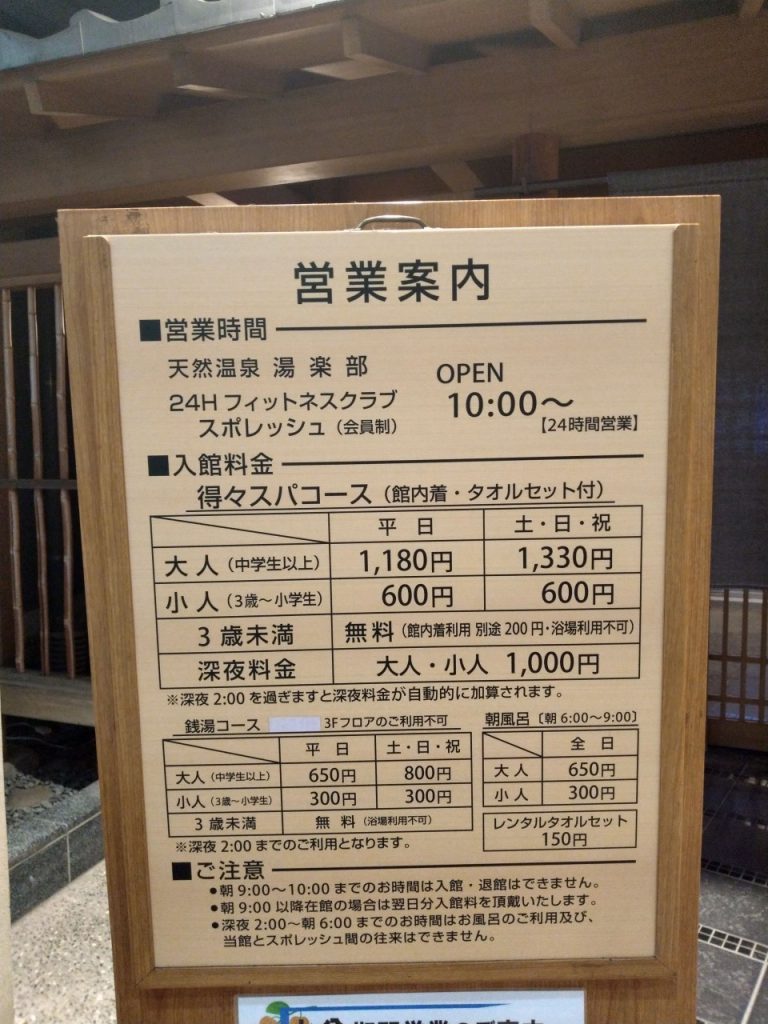 営業案内
■営業時間
天然温泉 湯楽部
24H フィットネスクラブ
スポレッシュ（会員制）
OPEN
10:00～
【24時間営業】
■入館料金
得々スパコース（館内着・タオルセット付）
平日 土・日・祝
大人（中学生以上） 1,180円 1,330円
小人（3歳～小学生） 600円 600円
3歳未満 無料（館内着利用 別途200円・浴場利用不可）
深夜料金 大人・小人 1,000円
※深夜2:00を過ぎますと深夜料金が自動的に加算されます。
銭湯コース 3Fフロアのご利用不可
平日 土・日・祝
大人（中学生以上） 650円 800円
小人（3歳～小学生） 300円 300円
3歳未満 無料（浴場利用不可）
※深夜2:00までのご利用となります。
朝風呂〔朝6:00～9:00〕
全日
大人 650円
小人 300円
レンタルタオルセット
150円
■ご注意
●朝9:00～10:00までのお時間は入館・退館はできません。
●朝9:00以降在館の場合は翌日分入館料を頂戴いたします。
●深夜2:00～朝6:00までのお時間はお風呂のご利用及び、
当館とスポレッシュ間の往来はできません。